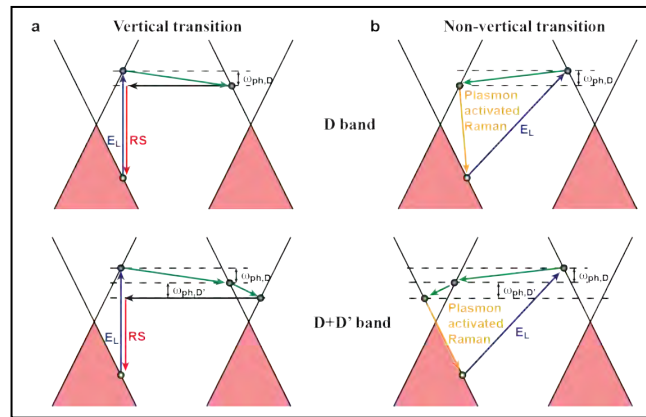 a Vertical transition
b Non-vertical transition
ωph,D
EL
RS
D band
ωph,D
Plasmon
activated
Raman
EL
ωph,D
ωph,D'
EL
RS
D+D' band
ωph,D
ωph,D'
Plasmon
activated
Raman
EL